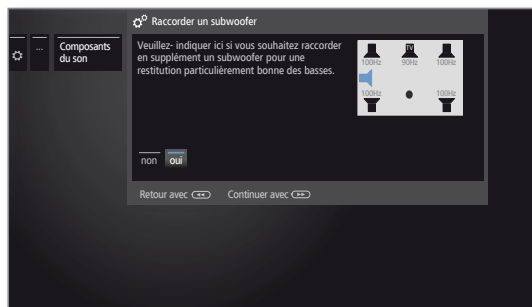 Raccorder un subwoofer
...
Composants
du son
Veuillez- indiquer ici si vous souhaitez raccorder
en supplément un subwoofer pour une
restitution particulièrement bonne des basses.
TV
100Hz 90Hz 100Hz
100Hz 100Hz
non oui
Retour avec Continuer avec